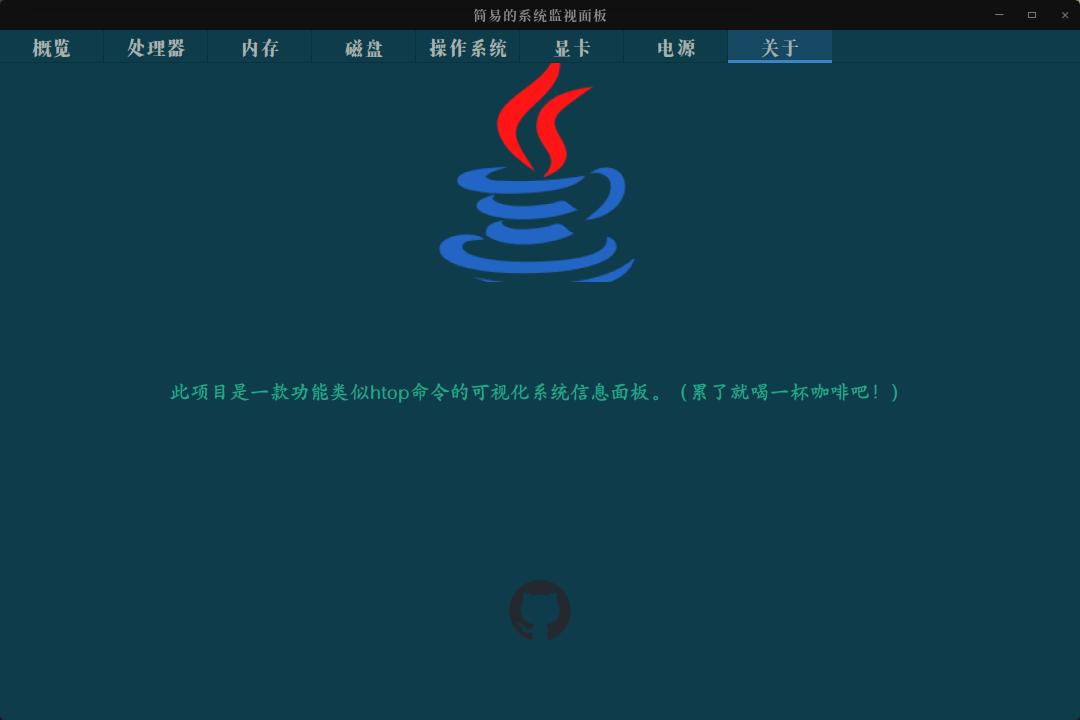 简易的系统监视面板
概览 处理器 内存 磁盘 操作系统 显卡 电源 关于
此项目是一款功能类似htop命令的可视化系统信息面板。（累了就喝一杯咖啡吧！）